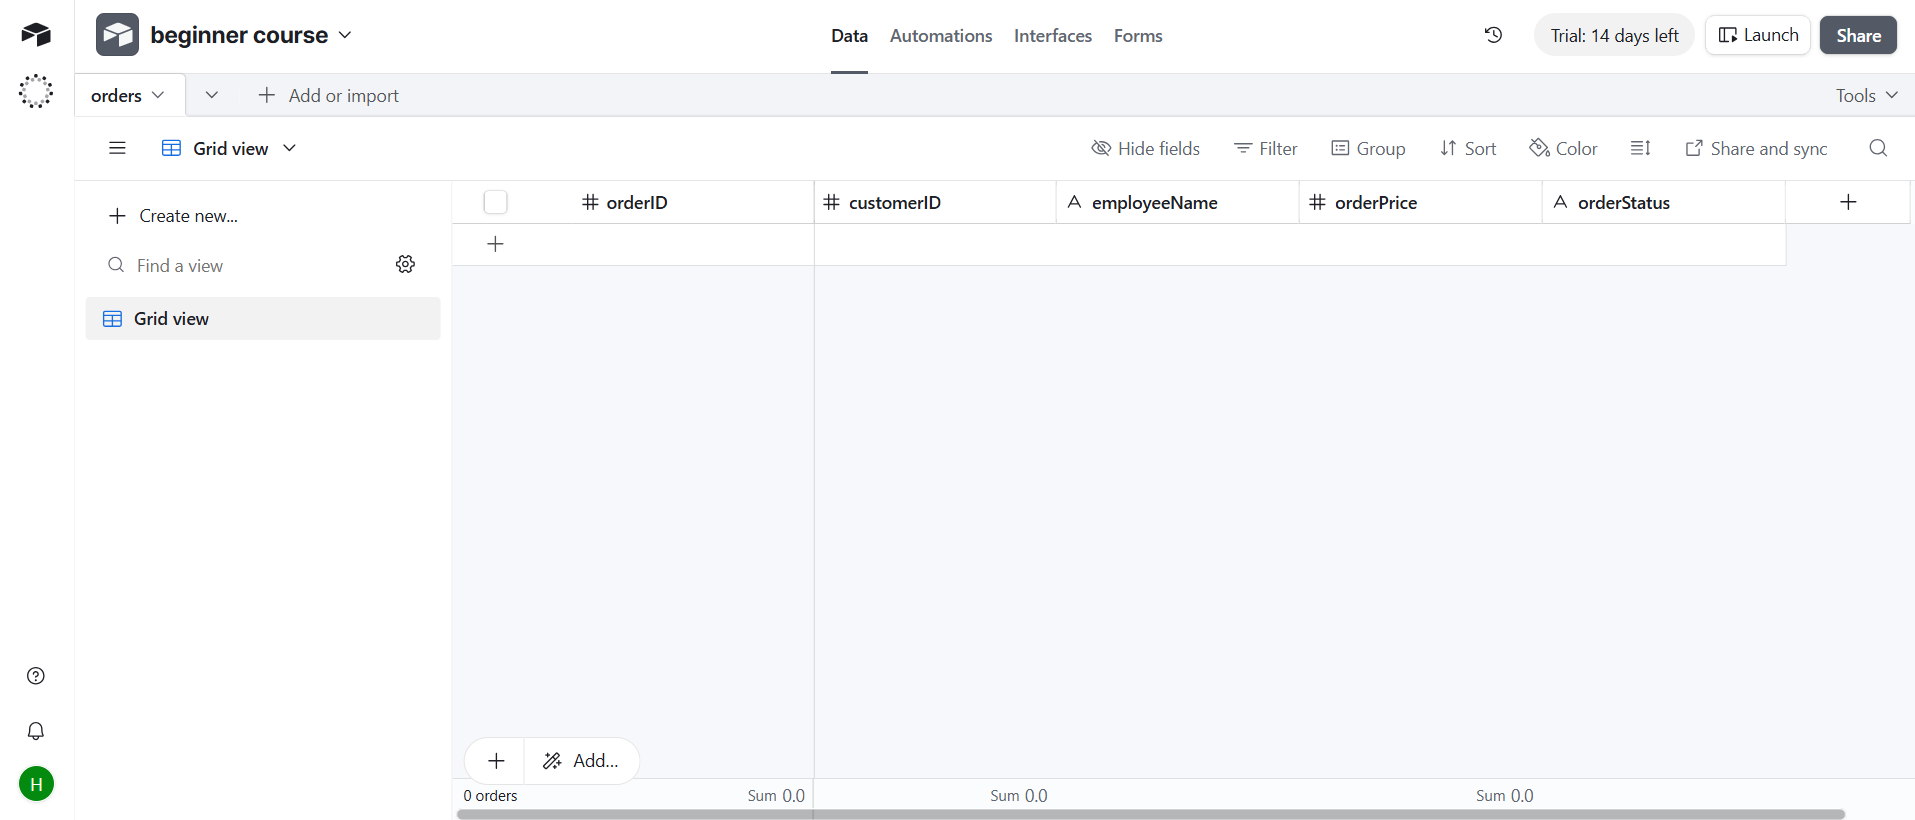 beginner course
Data Automations Interfaces Forms
Trial: 14 days left
Launch
Share
orders
Add or import
Tools
Grid view
Hide fields
Filter
Group
Sort
Color
Share and sync
Create new...
Find a view
Grid view
orderID
customerID
employeeName
orderPrice
orderStatus
Add...
0 orders
Sum 0.0
Sum 0.0
Sum 0.0
H